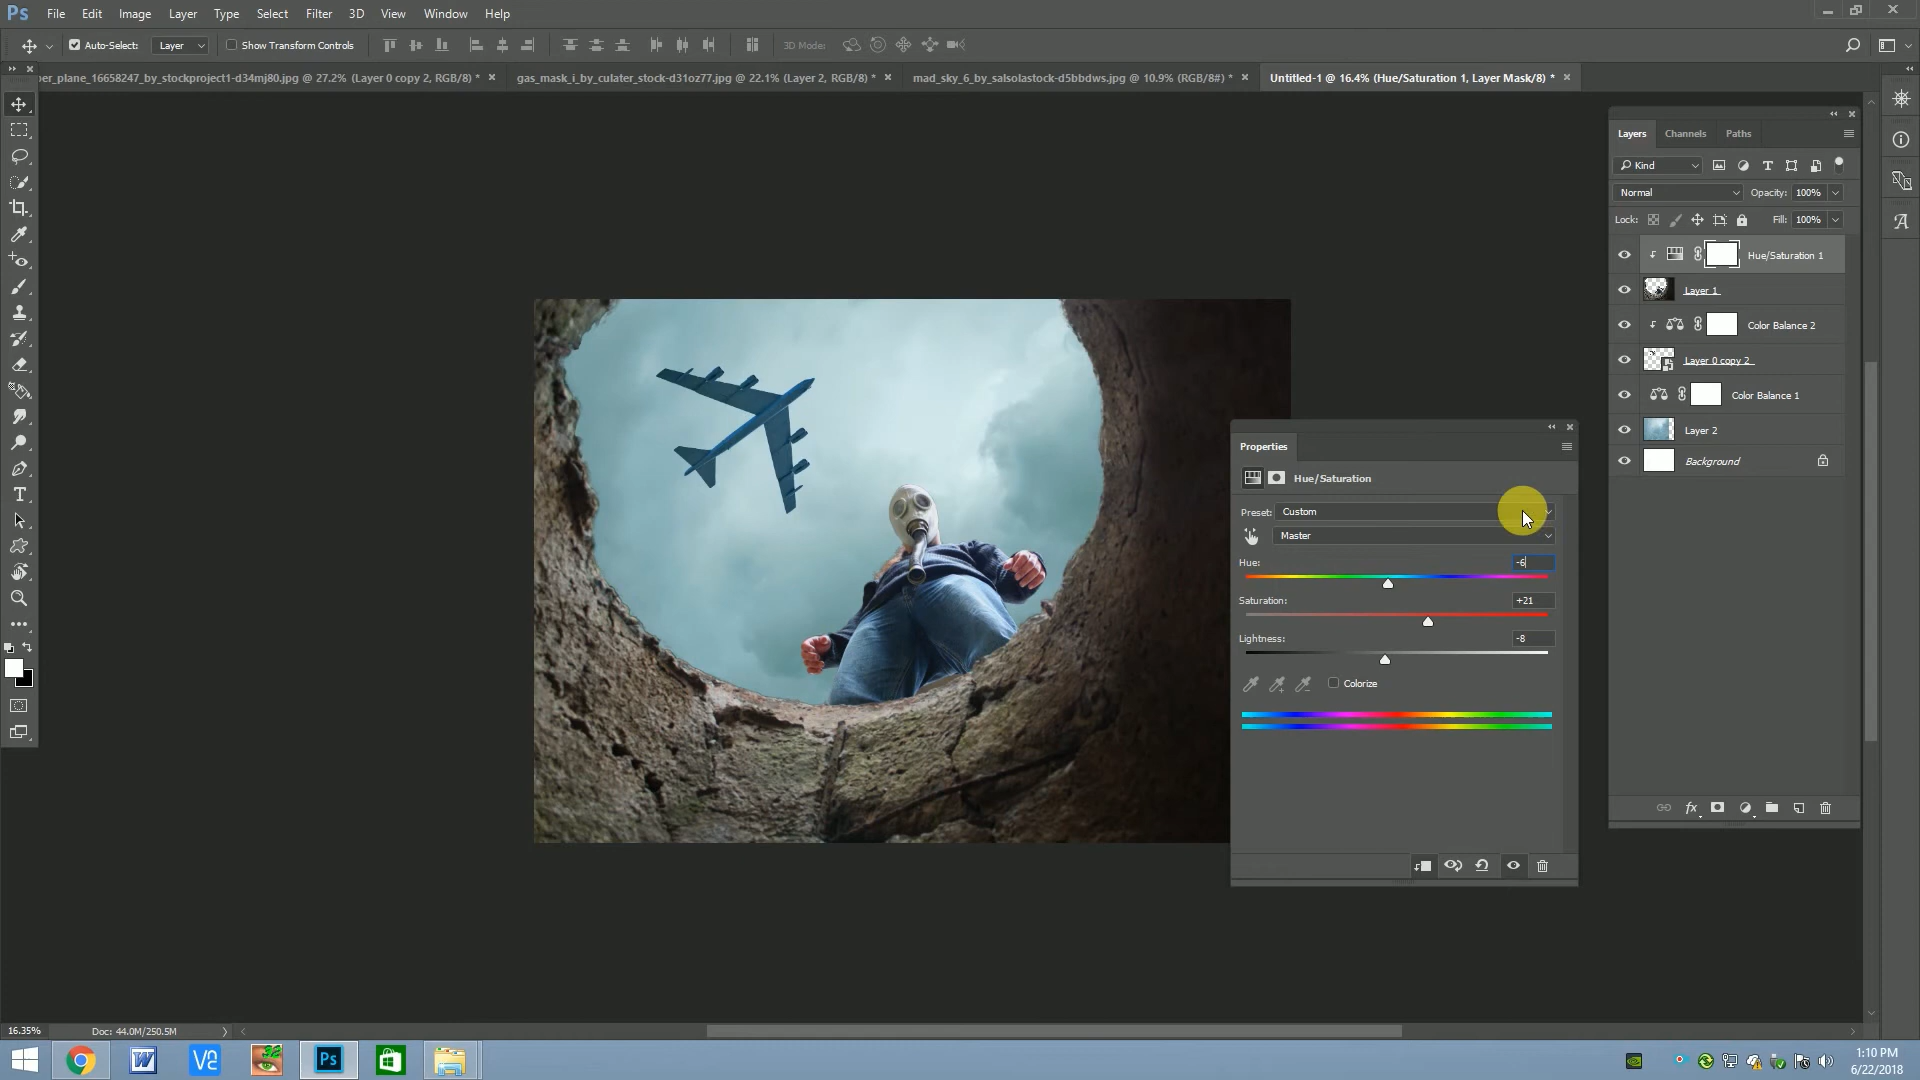 Ps File Edit Image Layer Type Select Filter 3D View Window Help
Auto-Select: Layer Show Transform Controls 3D Mode:
per_plane_16658247_by_stockproject1-d34mj80.jpg @ 27.2% (Layer 0 copy 2, RGB/8) * gas_mask_i_by_culater_stock-d31oz77.jpg @ 22.1% (Layer 2, RGB/8) * mad_sky_6_by_salsolastock-d5bbdws.jpg @ 10.9% (RGB/8#) * Untitled-1 @ 16.4% (Hue/Saturation 1, Layer Mask/8) *
Layers Channels Paths
Kind
Normal Opacity: 100%
Lock: Fill: 100%
Hue/Saturation 1
Layer 1
Color Balance 2
Layer 0 copy 2
Color Balance 1
Layer 2
Background
Properties
Hue/Saturation
Preset: Custom
Master
Hue: -6
Saturation: +21
Lightness: -8
Colorize
16.35% Doc: 44.0M/250.5M
Ps
1:10 PM
6/22/2018